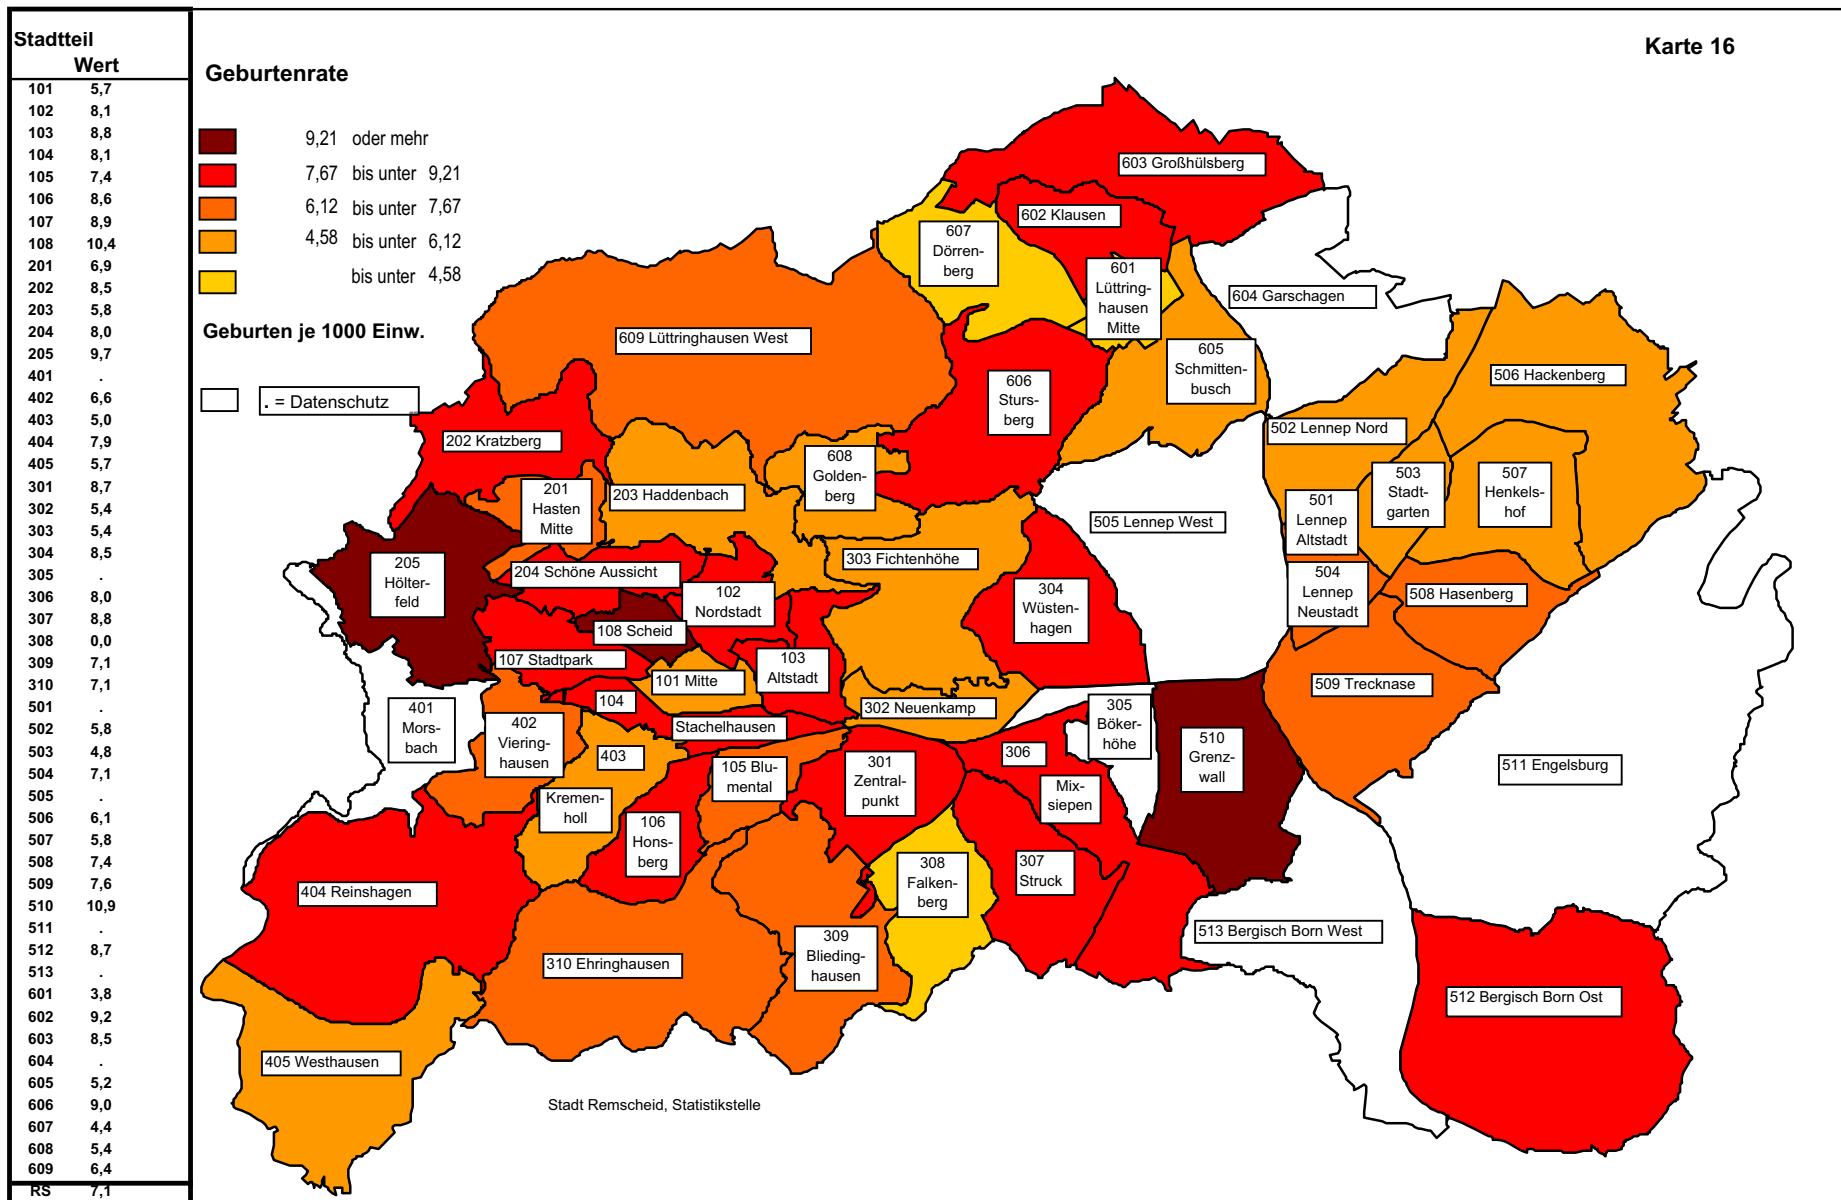 Stadtteil
Wert
101 5,7
102 8,1
103 8,8
104 8,1
105 7,4
106 8,6
107 8,9
108 10,4
201 6,9
202 8,5
203 5,8
204 8,0
205 9,7
401 .
402 6,6
403 5,0
404 7,9
405 5,7
301 8,7
302 5,4
303 5,4
304 8,5
305 .
306 8,0
307 8,8
308 0,0
309 7,1
310 7,1
501 .
502 5,8
503 4,8
504 7,1
505 .
506 6,1
507 5,8
508 7,4
509 7,6
510 10,9
511 .
512 8,7
513 .
601 3,8
602 9,2
603 8,5
604 .
605 5,2
606 9,0
607 4,4
608 5,4
609 6,4
RS 7,1
Karte 16
Geburtenrate
9,21 oder mehr
7,67 bis unter 9,21
6,12 bis unter 7,67
4,58 bis unter 6,12
bis unter 4,58
Geburten je 1000 Einw.
. = Datenschutz
603 Großhülsberg
602 Klausen
607
Dörren-
berg
601
Lüttring-
hausen
Mitte
604 Garschagen
609 Lüttringhausen West
605
Schmitten-
busch
606
Sturs-
berg
506 Hackenberg
202 Kratzberg
502 Lennep Nord
608
Golden-
berg
201
Hasten
Mitte
203 Haddenbach
503
Stadt-
garten
507
Henkels-
hof
501
Lennep
Altstadt
505 Lennep West
205
Hölter-
feld
303 Fichtenhöhe
204 Schöne Aussicht
102
Nordstadt
304
Wüsten-
hagen
504
Lennep
Neustadt
508 Hasenberg
108 Scheid
107 Stadtpark
101 Mitte
103
Altstadt
509 Trecknase
401
Mors-
bach
104
Stachelhausen
302 Neuenkamp
305
Böker-
höhe
402
Viering-
hausen
403
Kremen-
holl
105 Blu-
mental
301
Zentral-
punkt
306
Mix-
siepen
510
Grenz-
wall
511 Engelsburg
106
Hons-
berg
404 Reinshagen
308
Falken-
berg
307
Struck
309
Blieding-
hausen
513 Bergisch Born West
310 Ehringhausen
512 Bergisch Born Ost
405 Westhausen
Stadt Remscheid, Statistikstelle